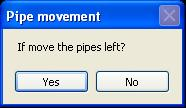 Pipe movement
If move the pipes left?
Yes
No